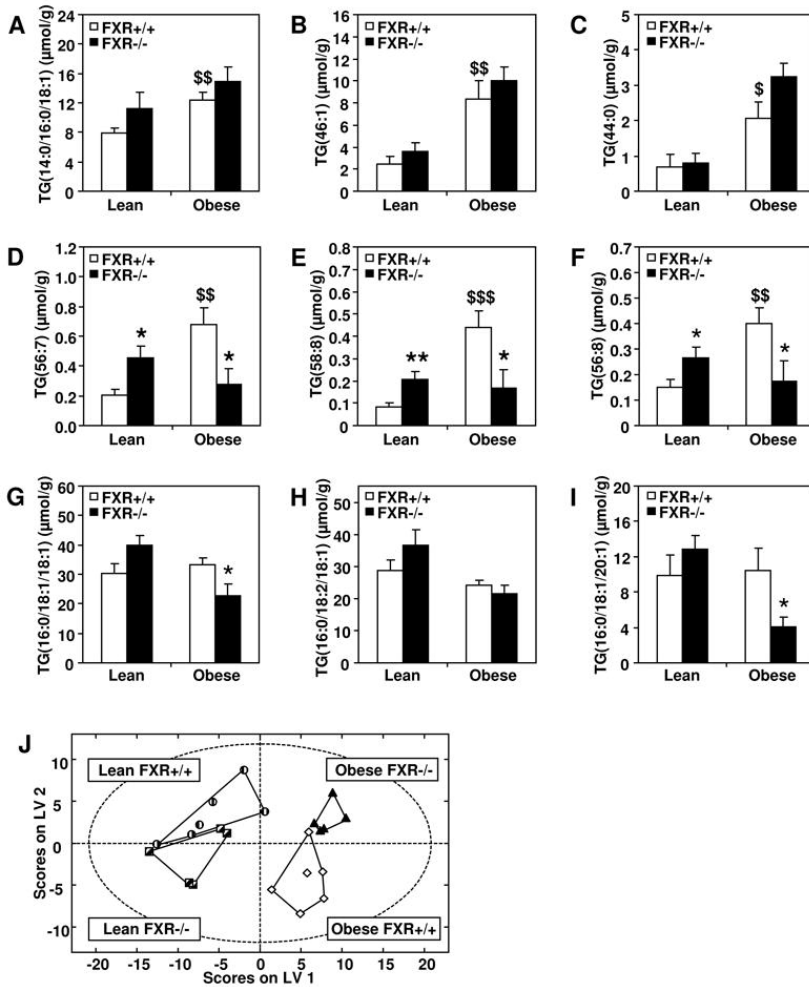 A
FXR+/+
FXR-/-
TG(14:0/16:0/18:1) (µmol/g)
24
20
16
12
8
4
0
$$
Lean
Obese
B
FXR+/+
FXR-/-
TG(46:1) (µmol/g)
16
14
12
10
8
6
4
2
0
$$
Lean
Obese
C
FXR+/+
FXR-/-
TG(44:0) (µmol/g)
5
4
3
2
1
0
$
Lean
Obese
D
FXR+/+
FXR-/-
TG(56:7) (µmol/g)
1.2
1.0
0.8
0.6
0.4
0.2
0.0
*
$$
*
Lean
Obese
E
FXR+/+
FXR-/-
TG(58:8) (µmol/g)
0.8
0.7
0.6
0.5
0.4
0.3
0.2
0.1
0
**
$$$
*
Lean
Obese
F
FXR+/+
FXR-/-
TG(56:8) (µmol/g)
0.7
0.6
0.5
0.4
0.3
0.2
0.1
0
*
$$
*
Lean
Obese
G
FXR+/+
FXR-/-
TG(16:0/18:1/18:1) (µmol/g)
60
50
40
30
20
10
0
*
Lean
Obese
H
FXR+/+
FXR-/-
TG(16:0/18:2/18:1) (µmol/g)
50
40
30
20
10
0
Lean
Obese
I
FXR+/+
FXR-/-
TG(16:0/18:1/20:1) (µmol/g)
20
16
12
8
4
0
*
Lean
Obese
J
Lean FXR+/+
Obese FXR-/-
Lean FXR-/-
Obese FXR+/+
Scores on LV 2
10
5
0
-5
-10
-20
-15
-10
-5
0
5
10
15
20
Scores on LV 1